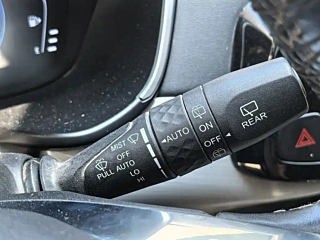 MIST
OFF
PULL AUTO
LO
HI
AUTO
ON
OFF
REAR